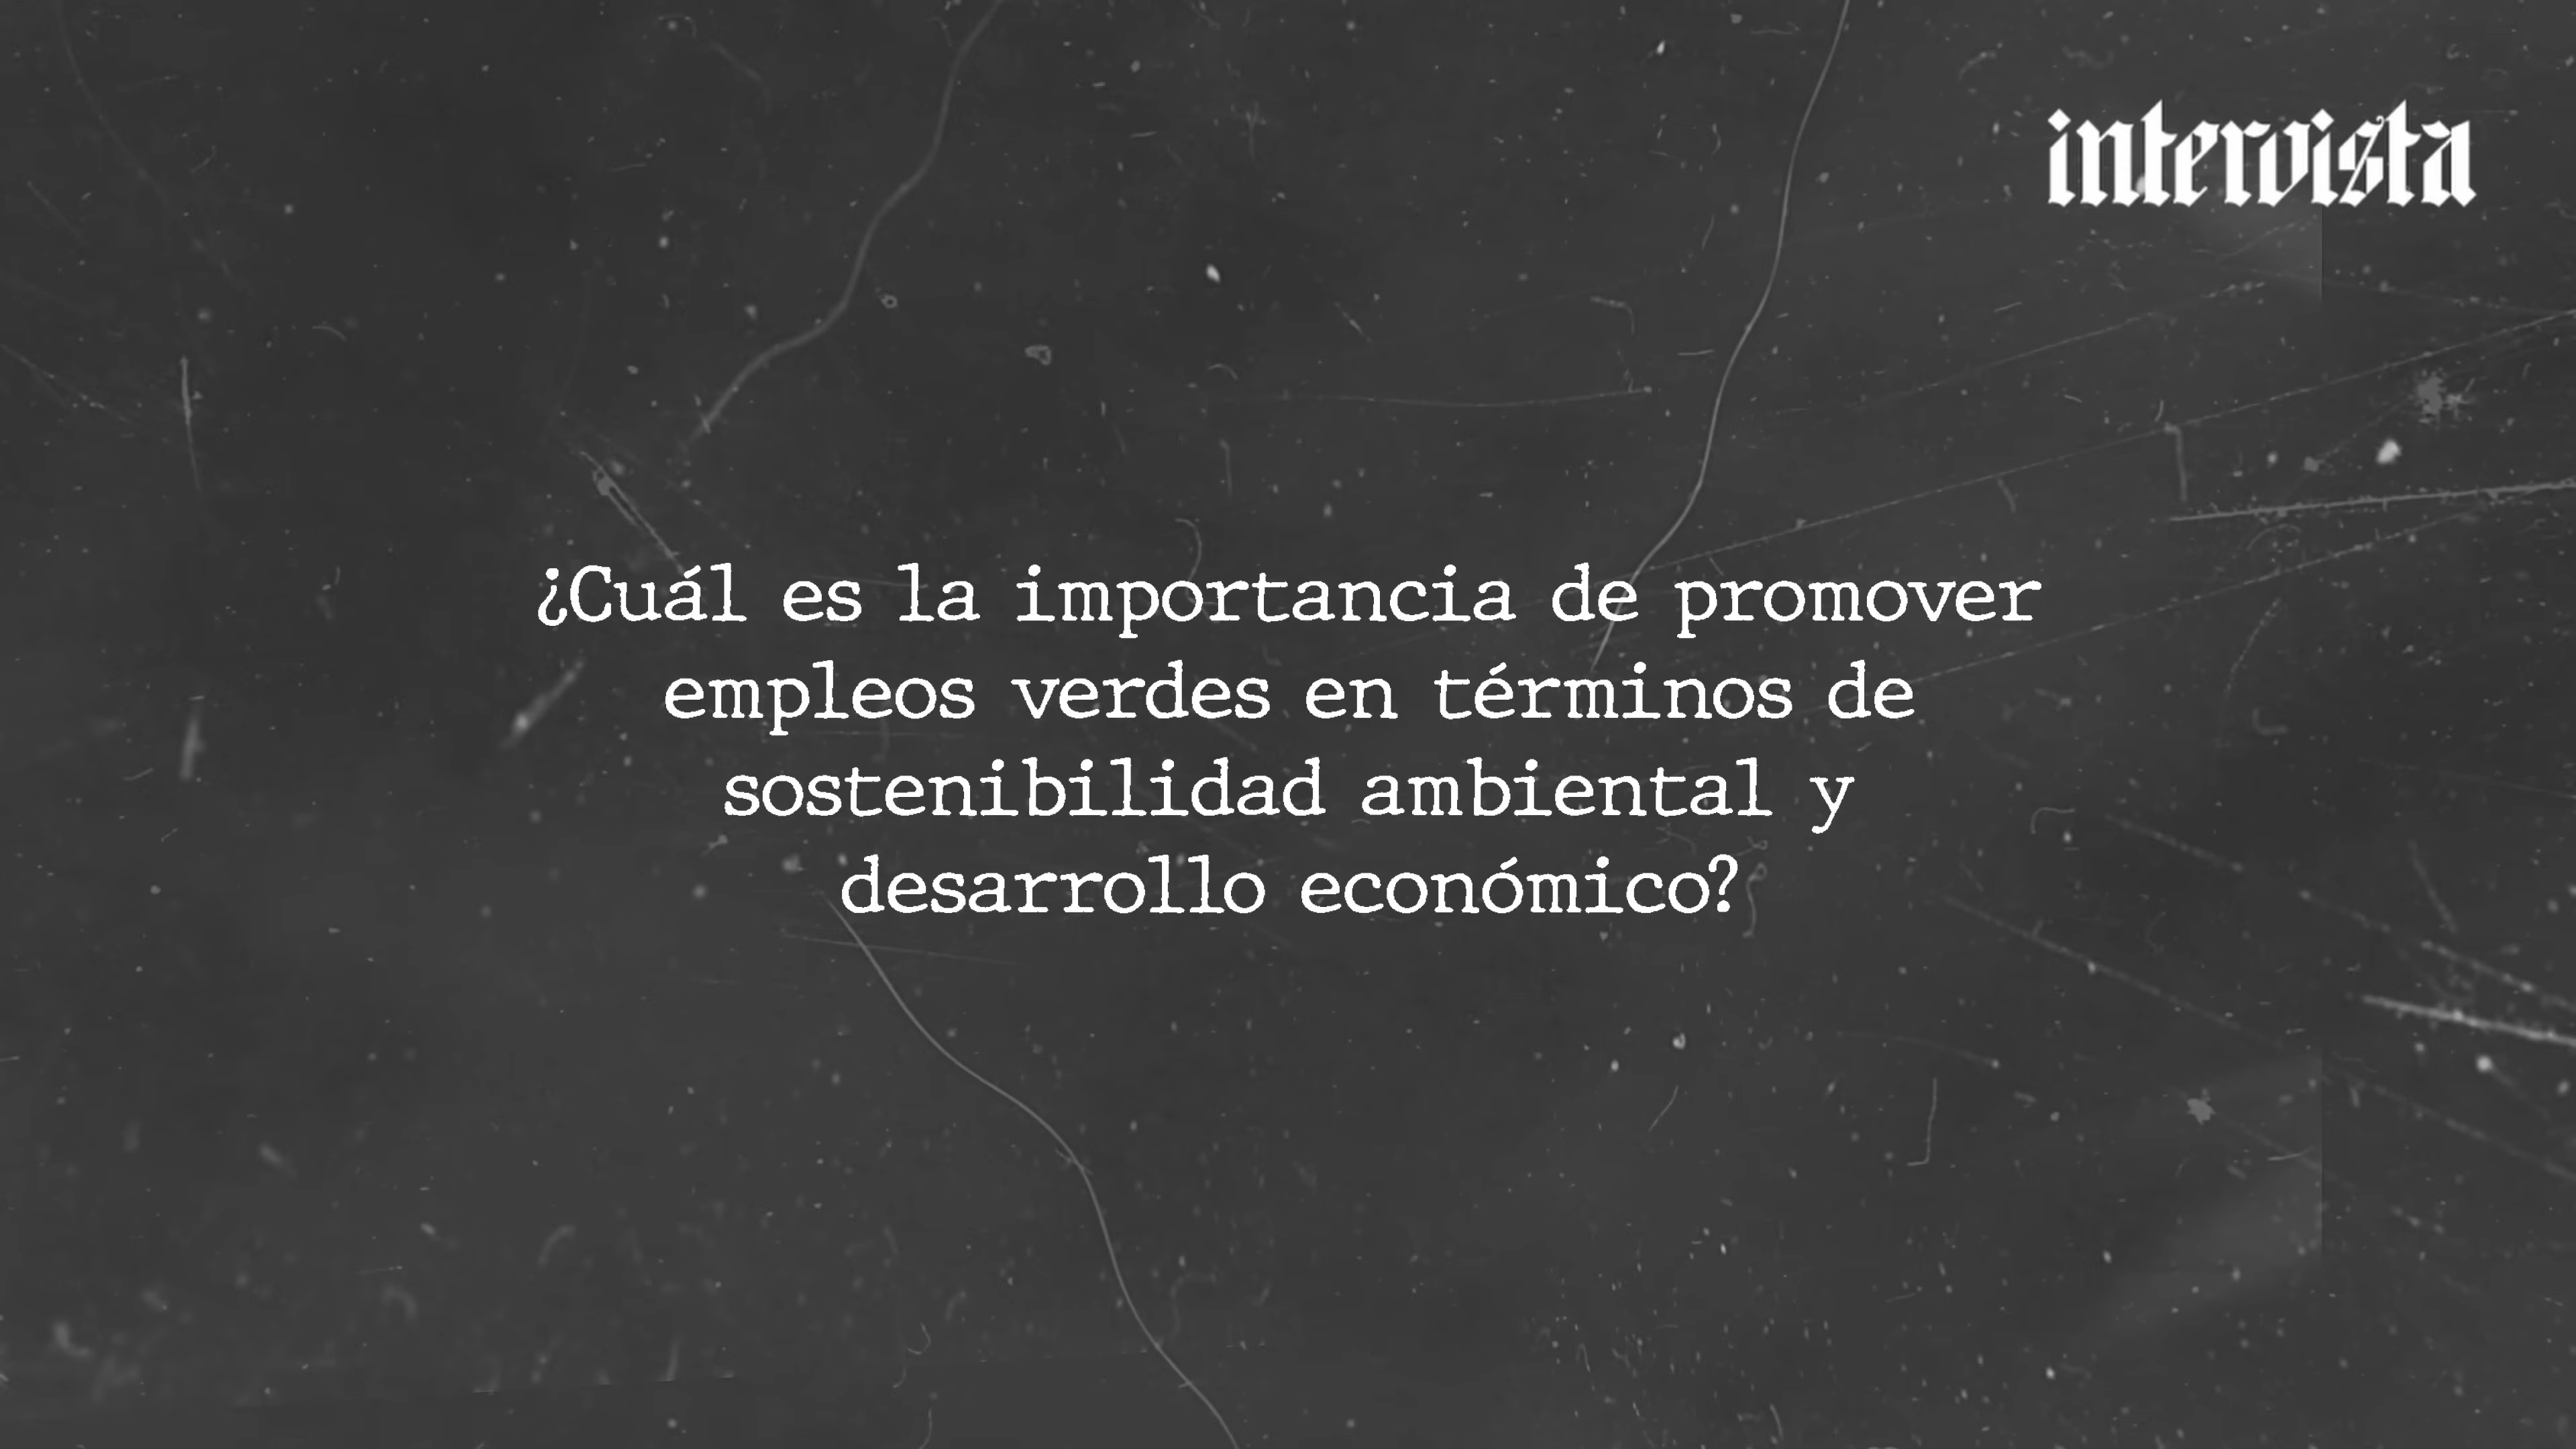 intervista
¿Cuál es la importancia de promover
empleos verdes en términos de
sostenibilidad ambiental y
desarrollo económico?